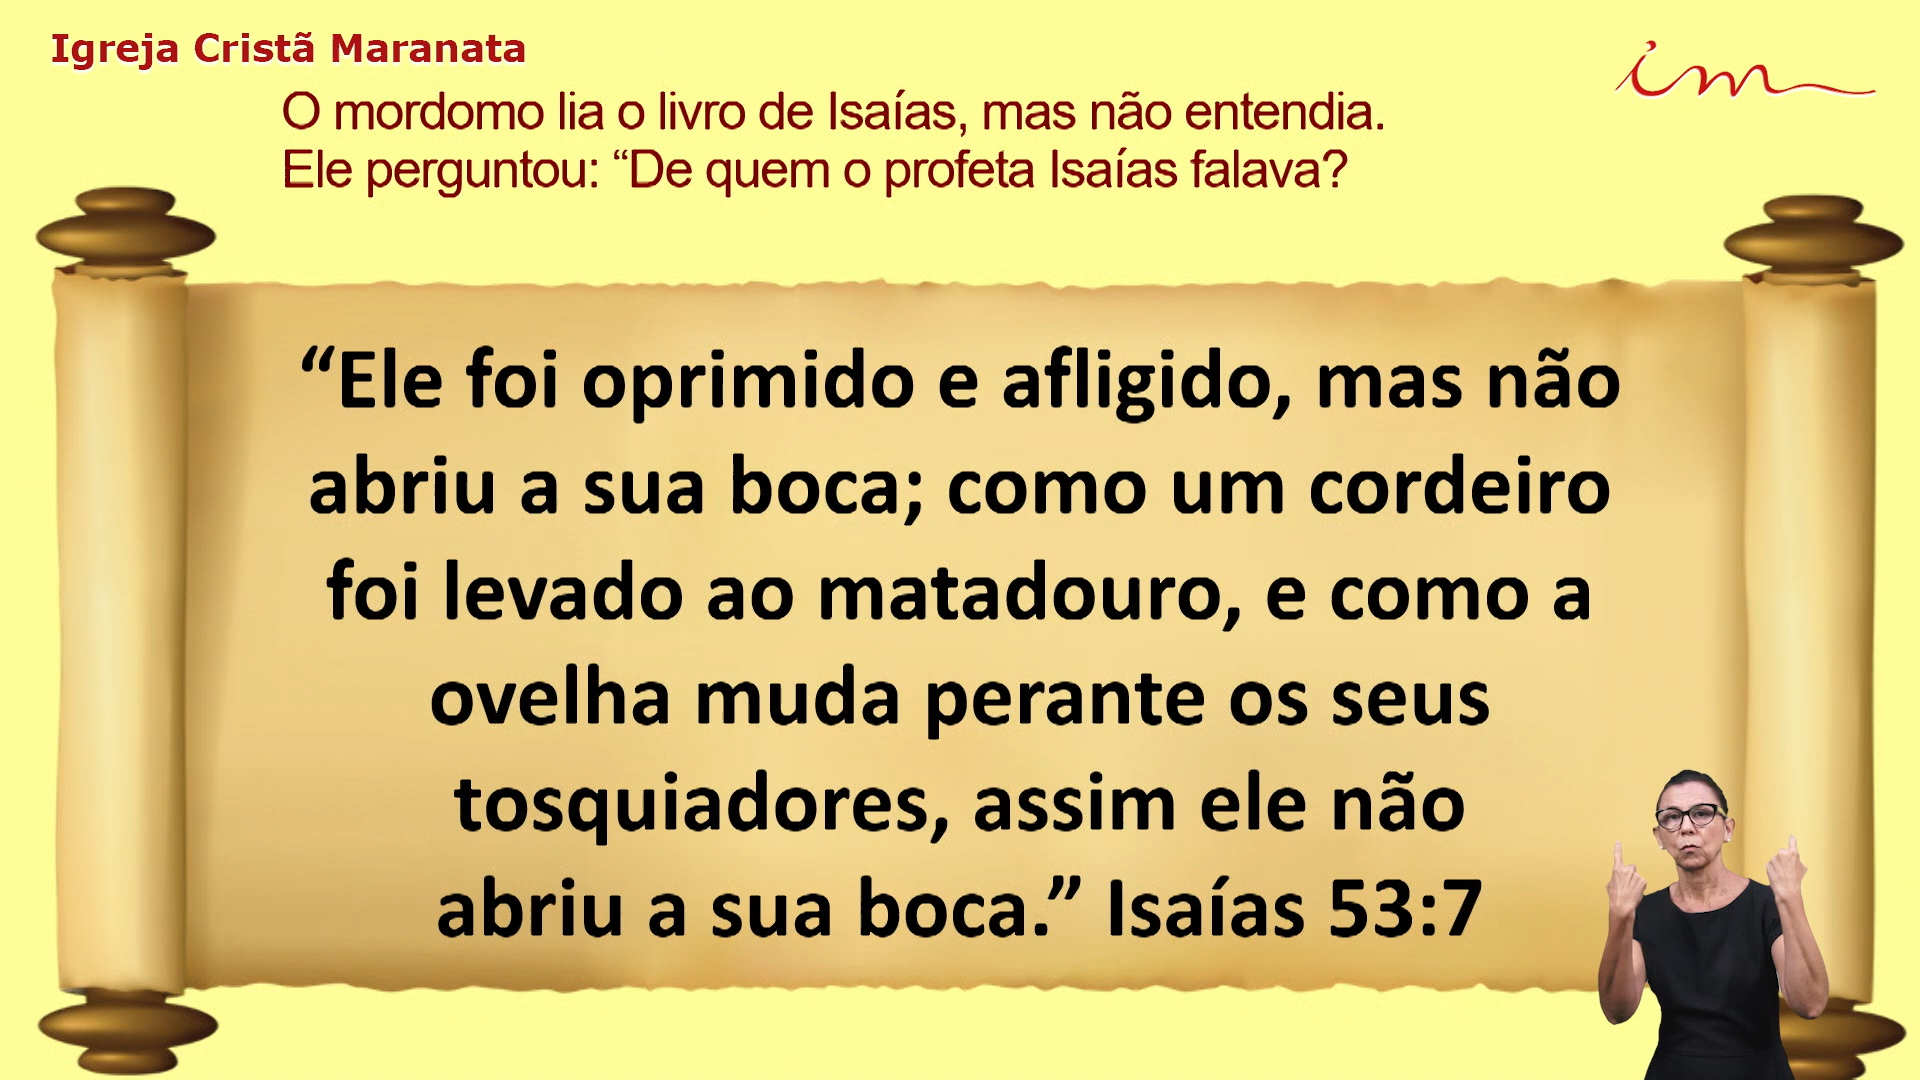 Igreja Cristã Maranata
im
O mordomo lia o livro de Isaías, mas não entendia.
Ele perguntou: “De quem o profeta Isaías falava?
“Ele foi oprimido e afligido, mas não
abriu a sua boca; como um cordeiro
foi levado ao matadouro, e como a
ovelha muda perante os seus
tosquiadores, assim ele não
abriu a sua boca.” Isaías 53:7